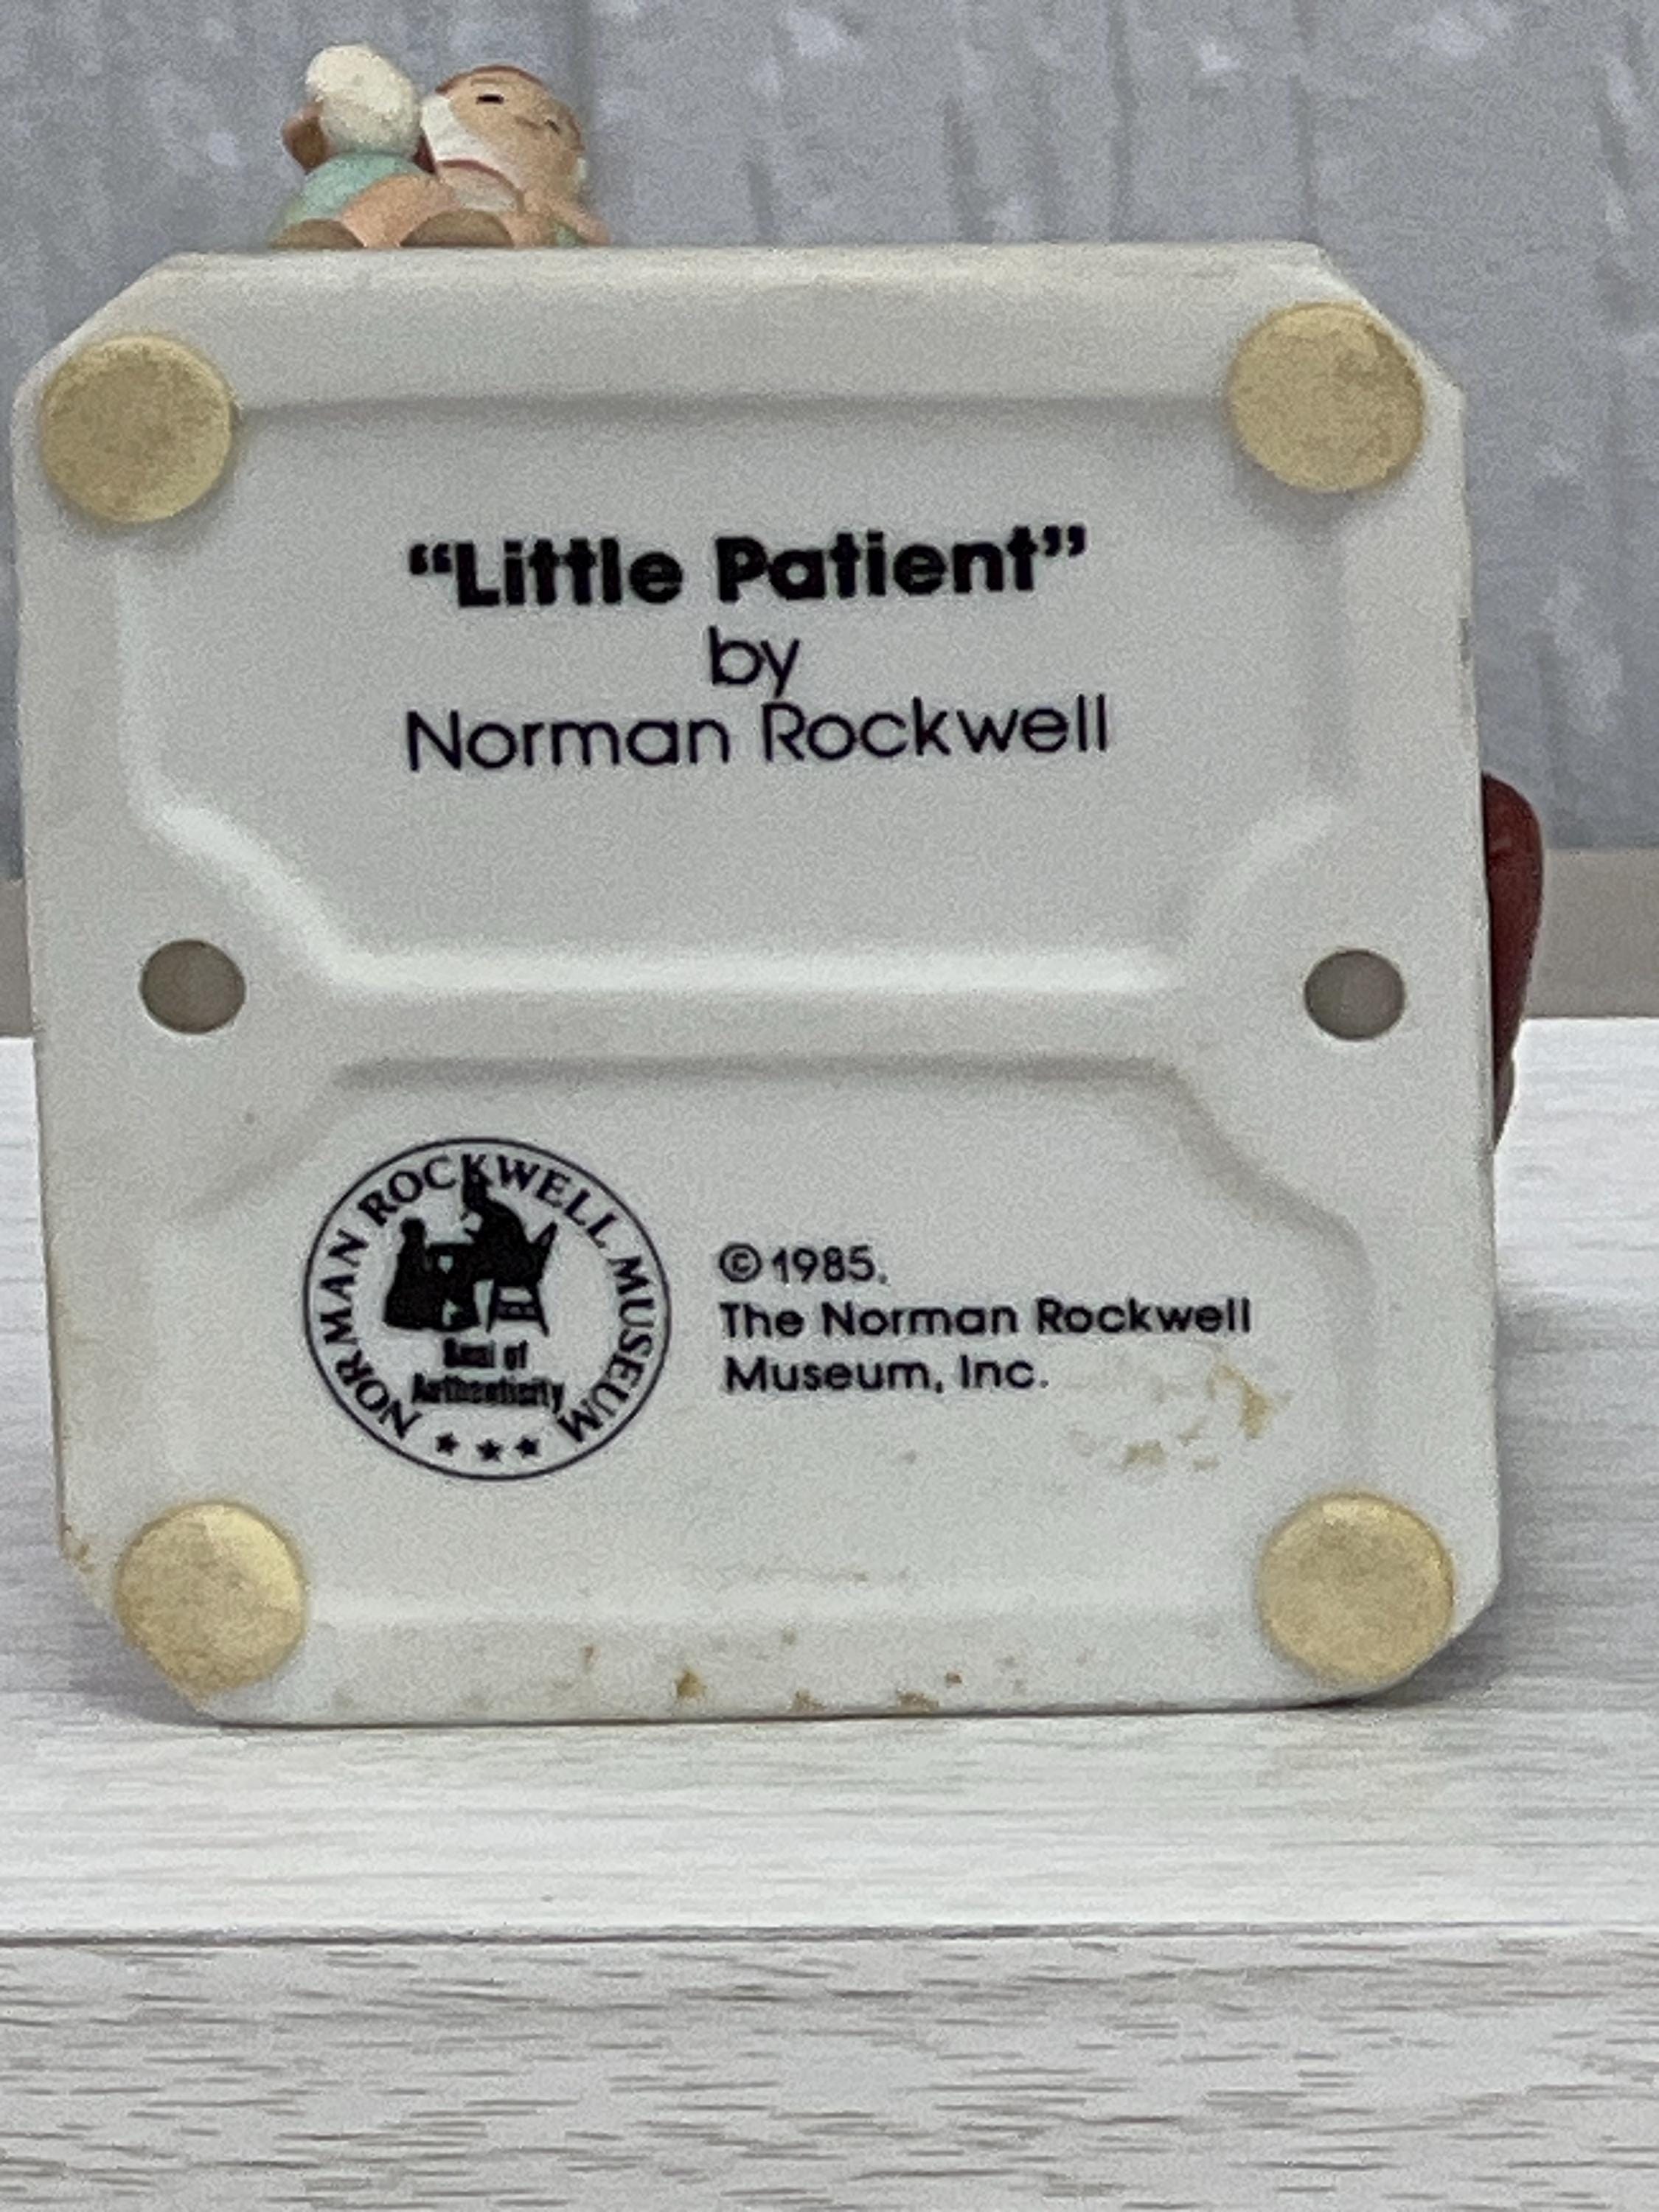 “Little Patient”
by
Norman Rockwell
NORMAN ROCKWELL MUSEUM
Seal of
Authenticity
©1985.
The Norman Rockwell
Museum, Inc.